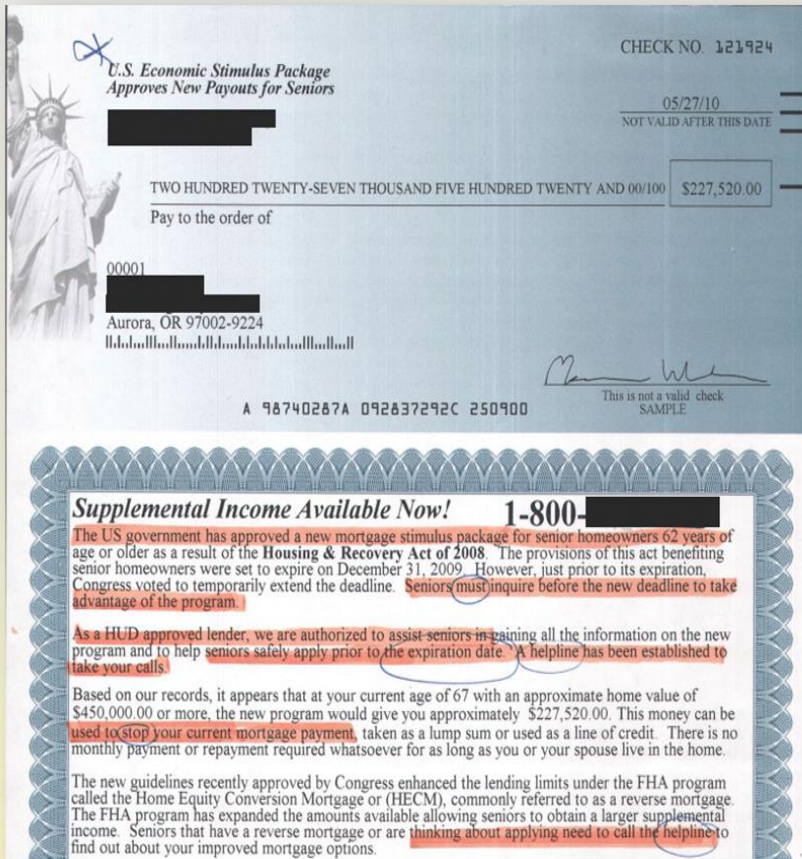 U.S. Economic Stimulus Package
Approves New Payouts for Seniors
CHECK NO. 121924
05/27/10
NOT VALID AFTER THIS DATE
TWO HUNDRED TWENTY-SEVEN THOUSAND FIVE HUNDRED TWENTY AND 00/100 $227,520.00
Pay to the order of
00001
Aurora, OR 97002-9224
This is not a valid check
SAMPLE
A 98740287A 092837292C 250900
Supplemental Income Available Now! 1-800-
The US government has approved a new mortgage stimulus package for senior homeowners 62 years of
age or older as a result of the Housing & Recovery Act of 2008. The provisions of this act benefiting
senior homeowners were set to expire on December 31, 2009. However, just prior to its expiration,
Congress voted to temporarily extend the deadline. Seniors must inquire before the new deadline to take
advantage of the program.
As a HUD approved lender, we are authorized to assist seniors in gaining all the information on the new
program and to help seniors safely apply prior to the expiration date. A helpline has been established to
take your calls.
Based on our records, it appears that at your current age of 67 with an approximate home value of
$450,000.00 or more, the new program would give you approximately $227,520.00. This money can be
used to stop your current mortgage payment, taken as a lump sum or used as a line of credit. There is no
monthly payment or repayment required whatsoever for as long as you or your spouse live in the home.
The new guidelines recently approved by Congress enhanced the lending limits under the FHA program
called the Home Equity Conversion Mortgage or (HECM), commonly referred to as a reverse mortgage.
The FHA program has expanded the amounts available allowing seniors to obtain a larger supplemental
income. Seniors that have a reverse mortgage or are thinking about applying need to call the helpline to
find out about your improved mortgage options.